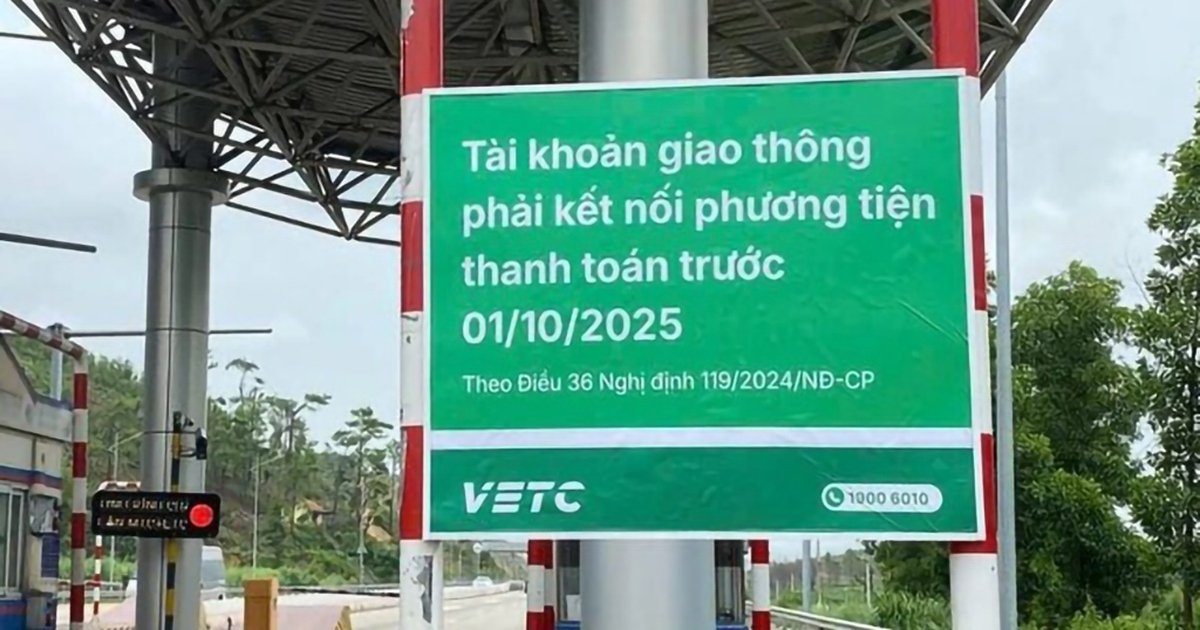 Tài khoản giao thông
phải kết nối phương tiện
thanh toán trước
01/10/2025
Theo Điều 36 Nghị định 119/2024/NĐ-CP
VETC
1900 6010